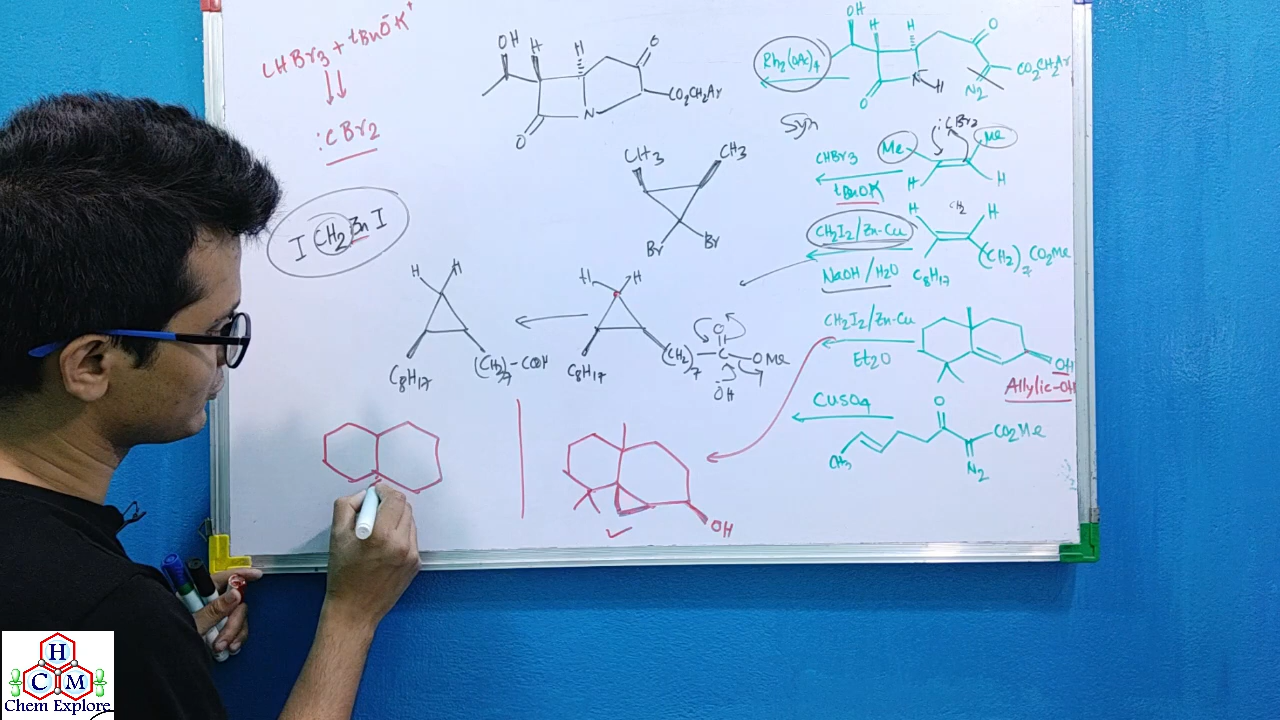 CHBr3 + tBuO⁻K⁺
:CBr2
I CH2 Zn I
OH
H
H
O
N
O
CO2CH2Ar
Rh2(OAc)4
OH
H
H
O
N
H
O
N2
CO2CH2Ar
Syn
CH3
CH3
Br
Br
CHBr3
tBuOK
Me
:CBr2
Me
H
H
CH2I2/Zn-Cu
NaOH/H2O
H
CH2
H
C8H17
(CH2)7 CO2Me
H
H
C8H17
(CH2)7-COOH
H
H
C8H17
(CH2)7
C
O
OMe
OH
CH2I2/Zn-Cu
Et2O
OH
Allylic-OH
CuSO4
CH3
O
CO2Me
N2
OH
H
C
M
Chem Explore